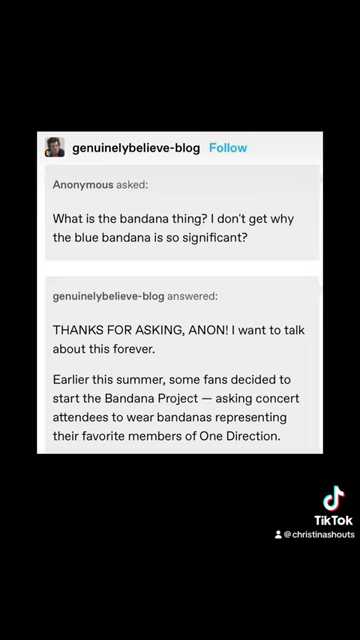 genuinelybelieve-blog Follow
Anonymous asked:
What is the bandana thing? I don't get why
the blue bandana is so significant?
genuinelybelieve-blog answered:
THANKS FOR ASKING, ANON! I want to talk
about this forever.
Earlier this summer, some fans decided to
start the Bandana Project — asking concert
attendees to wear bandanas representing
their favorite members of One Direction.
TikTok
@christinashouts